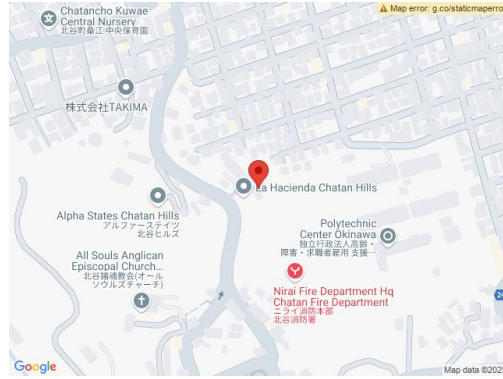 Map error: g.co/staticmaperro
Chatancho Kuwae
Central Nursery
北谷町桑江 中央保育園
株式会社TAKIMA
La Hacienda Chatan Hills
Alpha States Chatan Hills
アルファーステイツ
北谷ヒルズ
Polytechnic
Center Okinawa
独立行政法人高齢・
障害・求職者雇用 支援…
All Souls Anglican
Episcopal Church...
北谷諸魂教会(オール
ソウルズチャーチ)
Nirai Fire Department Hq
Chatan Fire Department
ニライ消防本部
北谷消防署
24
Google
Map data ©202